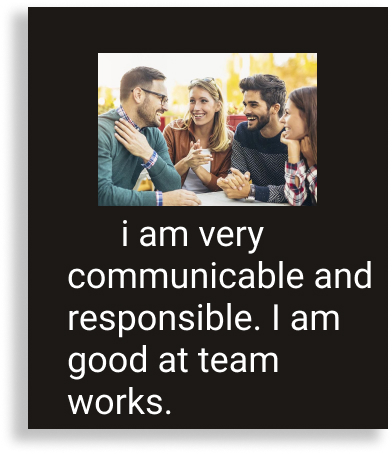 i am very
communicable and
responsible. I am
good at team
works.